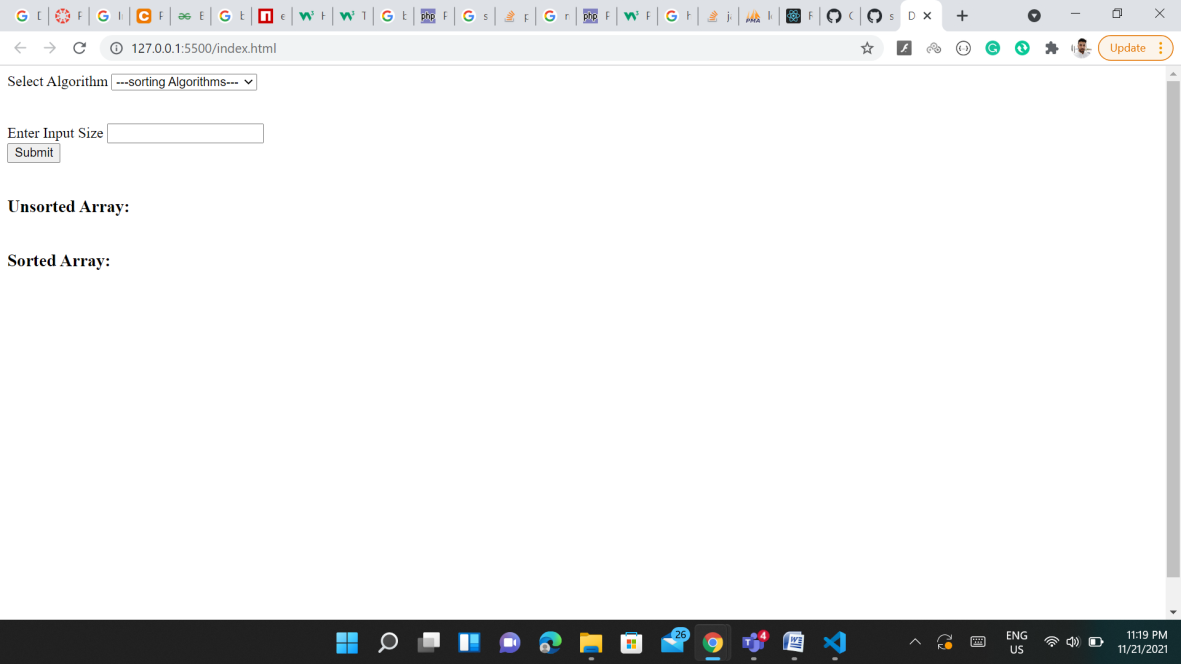 127.0.0.1:5500/index.html
Update
Select Algorithm ---sorting Algorithms---
Enter Input Size
Submit
Unsorted Array:
Sorted Array:
26
4
ENG
US
11:19 PM
11/21/2021